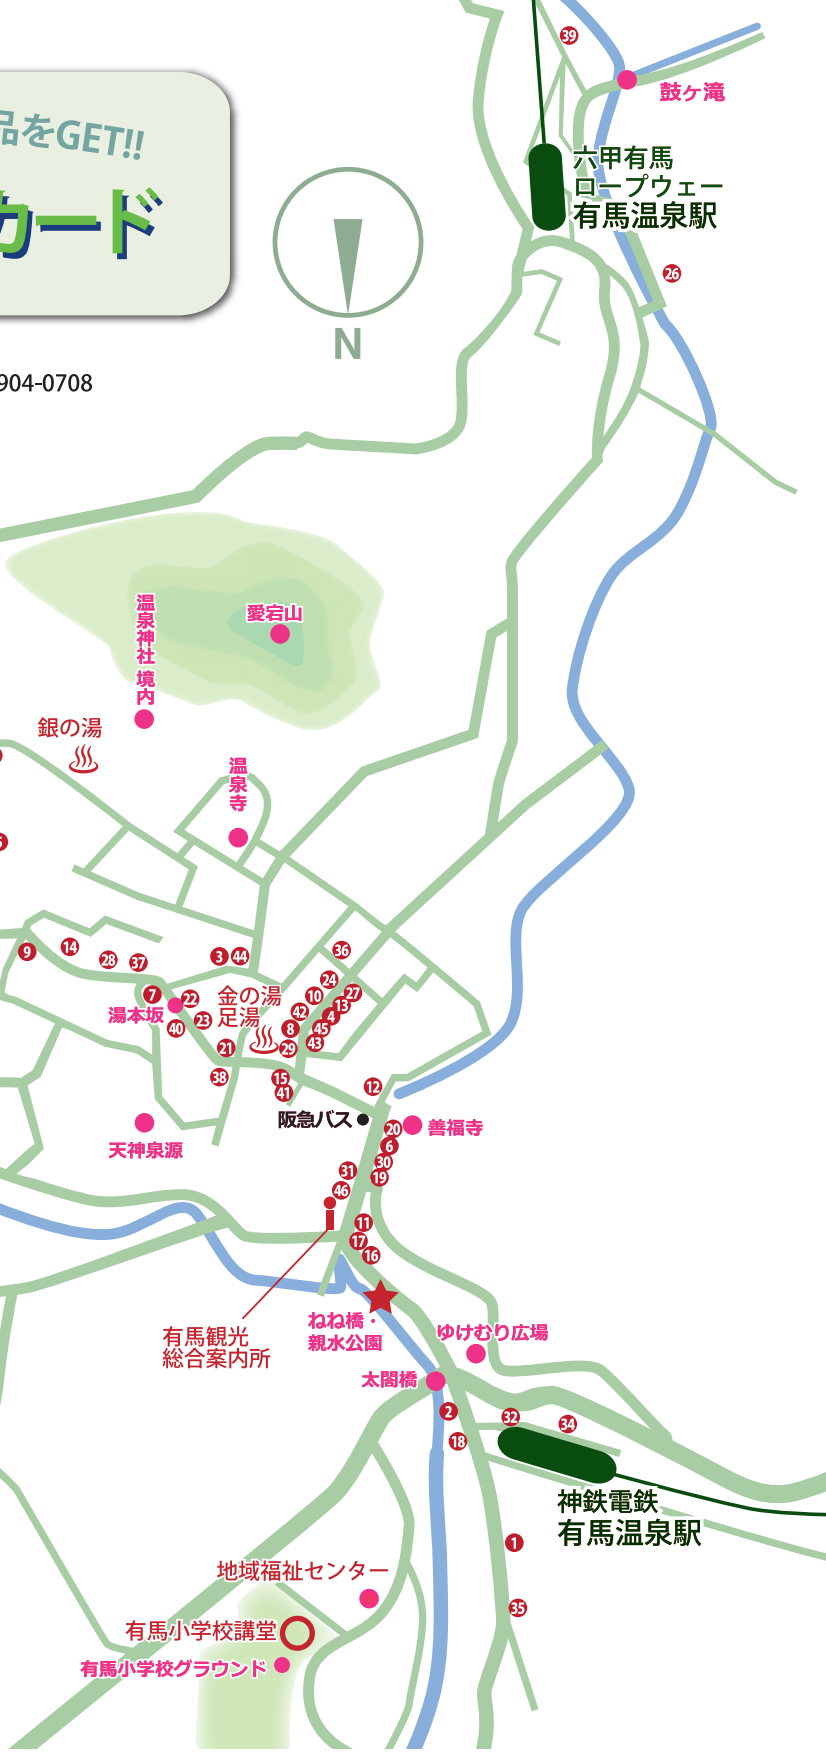 39
鼓ヶ滝
品をGET!!
六甲有馬
ロープウェー
有馬温泉駅
カード
26
N
904-0708
温泉神社 境内
愛宕山
銀の湯
温泉寺
36
9
14
28
37
3
44
24
10
27
7
22
金の湯
足湯
42
13
4
湯本坂
40
23
8
45
21
29
43
38
15
41
12
阪急バス
20
善福寺
6
天神泉源
30
31
19
46
11
17
16
ねね橋・
親水公園
有馬観光
総合案内所
ゆけむり広場
太閤橋
2
32
34
18
神鉄電鉄
有馬温泉駅
1
地域福祉センター
35
有馬小学校講堂
有馬小学校グラウンド